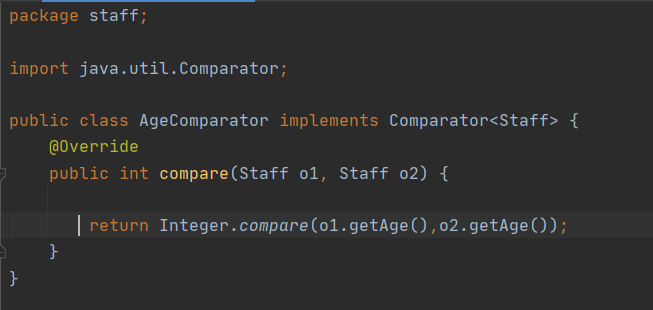 package staff;
import java.util.Comparator;
public class AgeComparator implements Comparator<Staff> {
@Override
public int compare(Staff o1, Staff o2) {
return Integer.compare(o1.getAge(),o2.getAge());
}
}